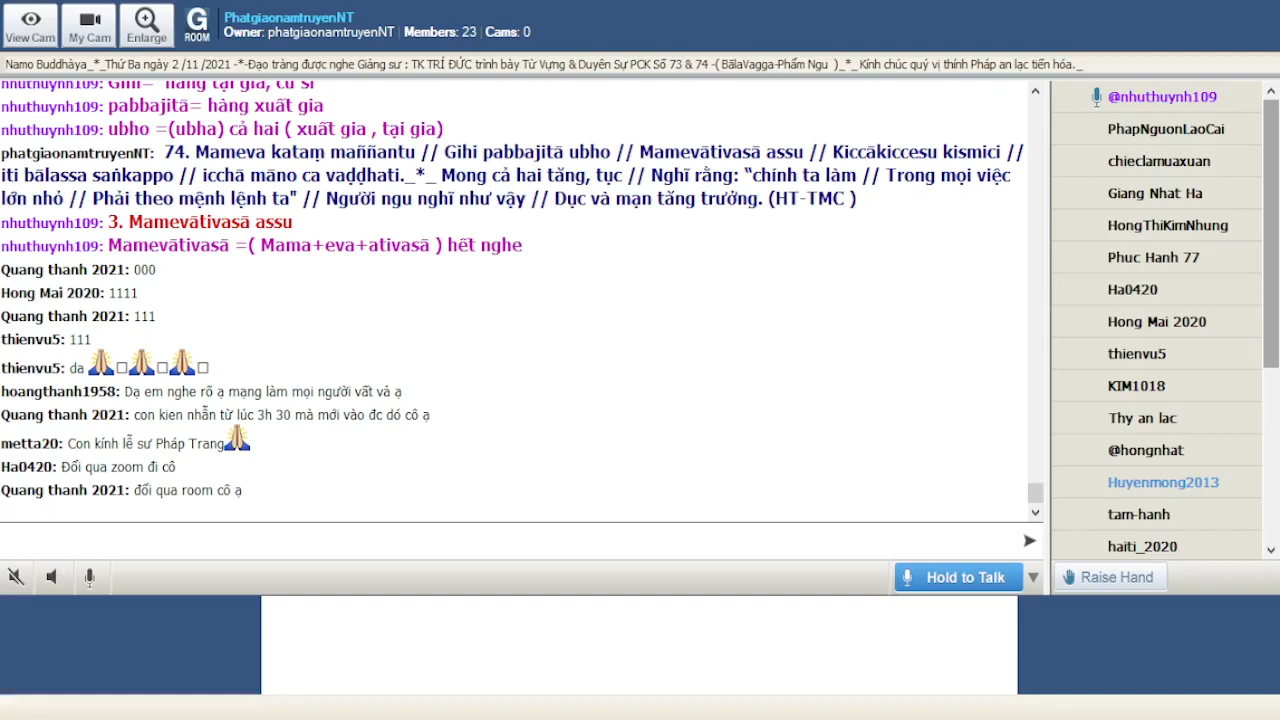 View Cam
My Cam
Enlarge
G
ROOM
PhatgiaonamtruyenNT
Owner: phatgiaonamtruyenNT | Members: 23 | Cams: 0
Namo Buddhàya_*_Thứ Ba ngày 2 /11 /2021 -*-Đạo tràng được nghe Giảng sư : TK TRÍ ĐỨC trình bày Từ Vựng & Duyên Sự PCK Số 73 & 74 -( BālaVagga-Phẩm Ngu )_*_ Kính chúc quý vị thính Pháp an lạc tiến hóa._
nhuthuynh109: Gihī= hàng tại gia, cư sĩ
nhuthuynh109: pabbajitā= hàng xuất gia
nhuthuynh109: ubho =(ubha) cả hai ( xuất gia , tại gia)
phatgiaonamtruyenNT: 74. Mameva kataṃ maññantu // Gihi pabbajitā ubho // Mamevātivasā assu // Kiccākiccesu kismici //
iti bālassa saṅkappo // icchā māno ca vaḍḍhati._*_ Mong cả hai tăng, tục // Nghĩ rằng: “chính ta làm // Trong mọi việc
lớn nhỏ // Phải theo mệnh lệnh ta" // Người ngu nghĩ như vậy // Dục và mạn tăng trưởng. (HT-TMC )
nhuthuynh109: 3. Mamevātivasā assu
nhuthuynh109: Mamevātivasā =( Mama+eva+ativasā ) hết nghe
Quang thanh 2021: 000
Hong Mai 2020: 1111
Quang thanh 2021: 111
thienvu5: 111
thienvu5: da
hoangthanh1958: Dạ em nghe rõ ạ mạng làm mọi người vất vả ạ
Quang thanh 2021: con kien nhẫn từ lúc 3h 30 mà mới vào đc dó cô ạ
metta20: Con kính lễ sư Pháp Trang
Ha0420: Đổi qua zoom đi cô
Quang thanh 2021: đổi qua room cô ạ
@nhuthuynh109
PhapNguonLaoCai
chieclamuaxuan
Giang Nhat Ha
HongThiKimNhung
Phuc Hanh 77
Ha0420
Hong Mai 2020
thienvu5
KIM1018
Thy an lac
@hongnhat
Huyenmong2013
tam-hanh
haiti_2020
Hold to Talk
Raise Hand